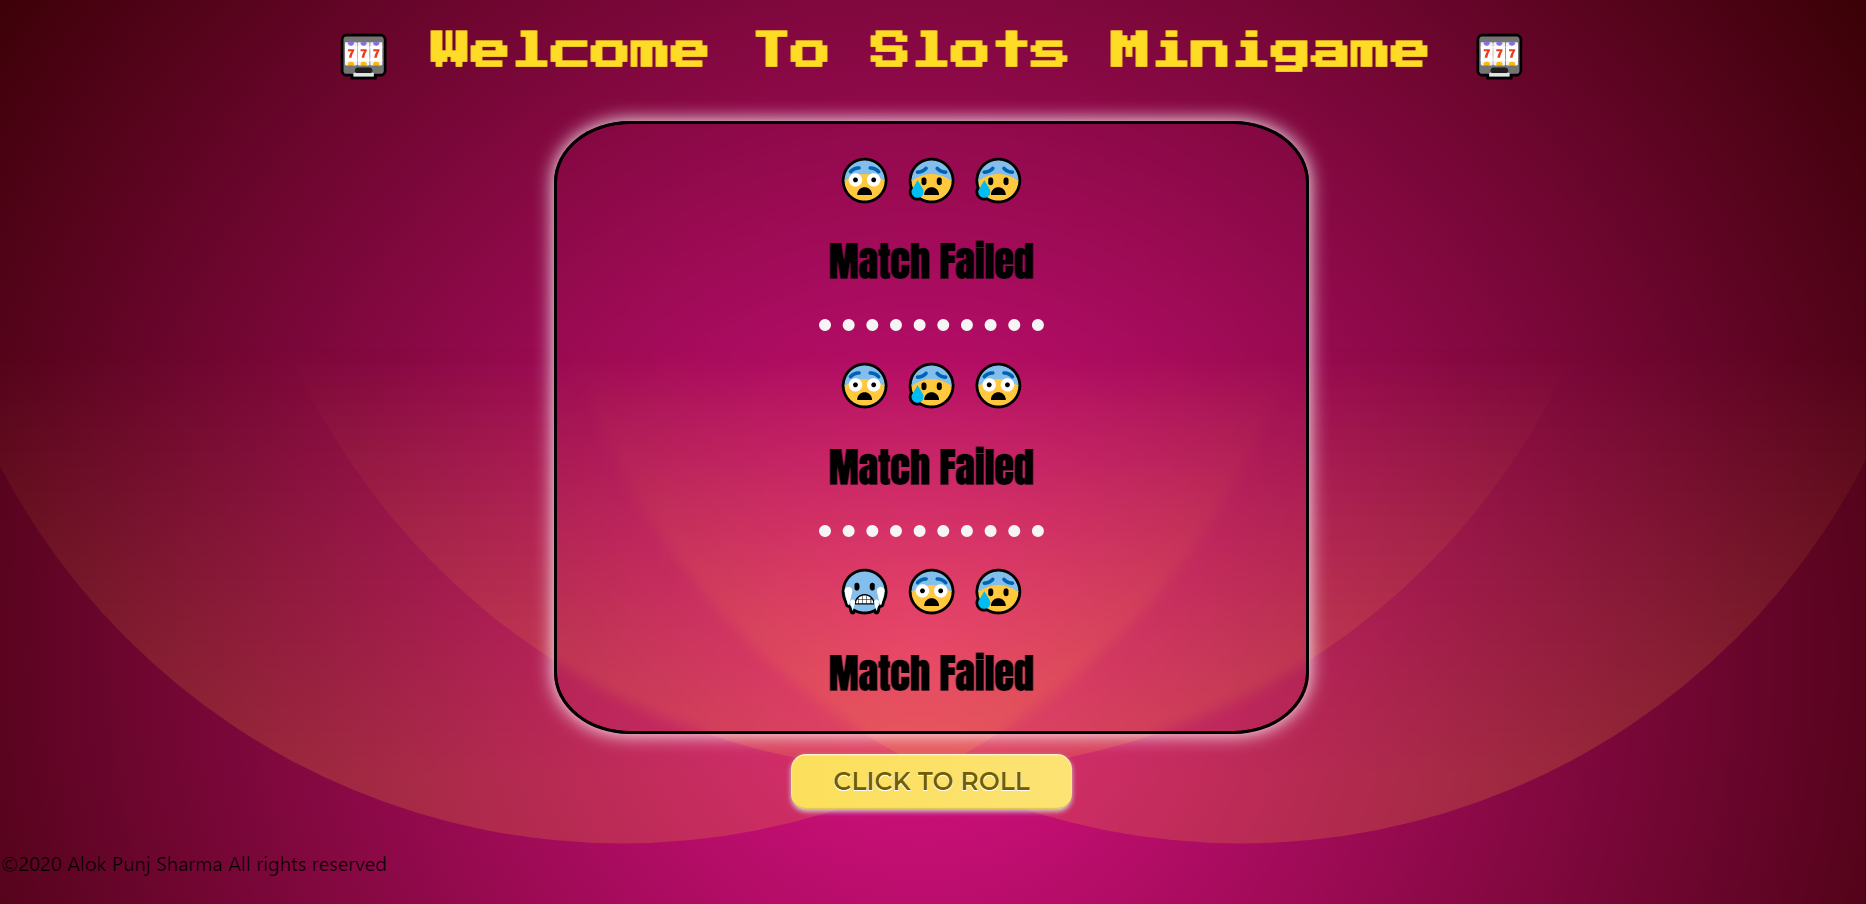 Welcome To Slots Minigame
Match Failed
Match Failed
Match Failed
CLICK TO ROLL
©2020 Alok Punj Sharma All rights reserved